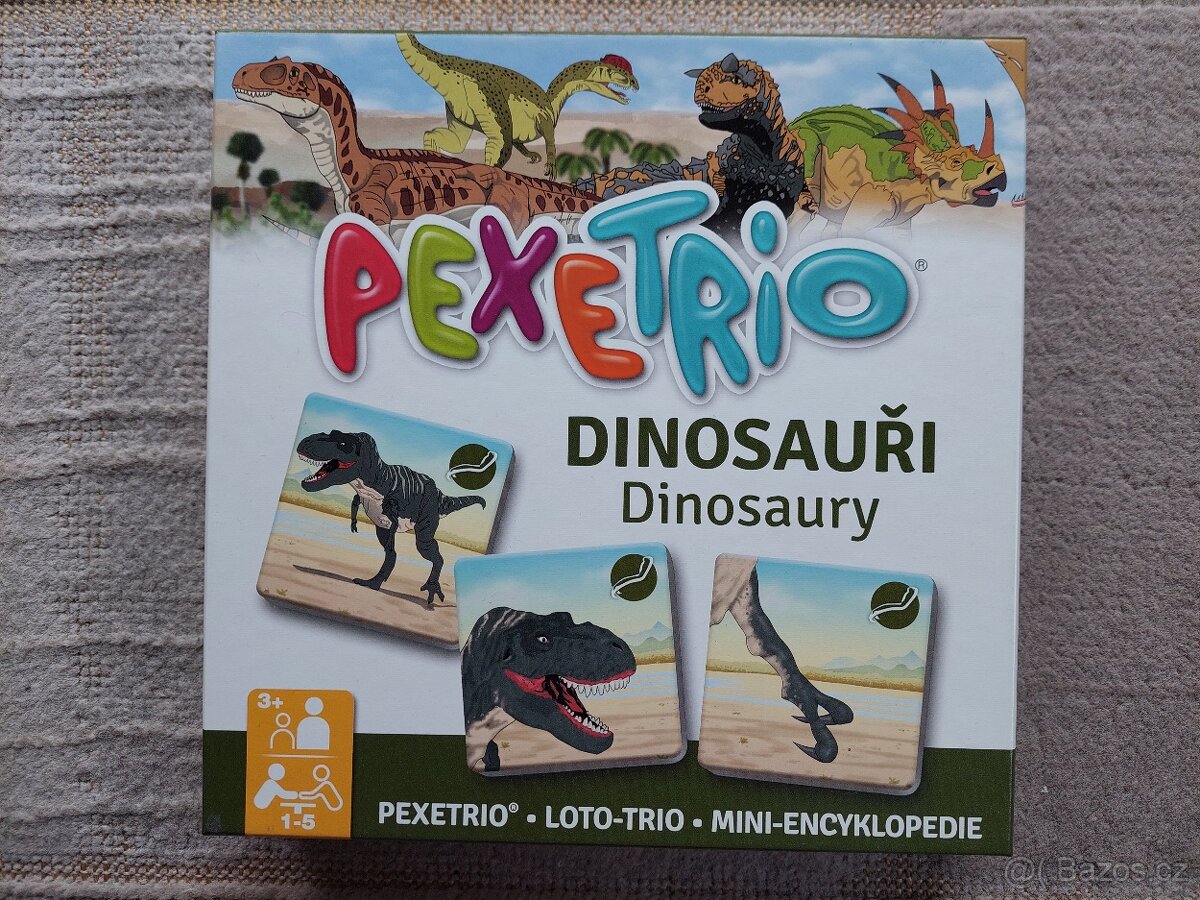 PEXETRIO®
DINOSAUŘI
Dinosaury
3+
1-5
PEXETRIO® • LOTO-TRIO • MINI-ENCYKLOPEDIE
@( Bazos.cz